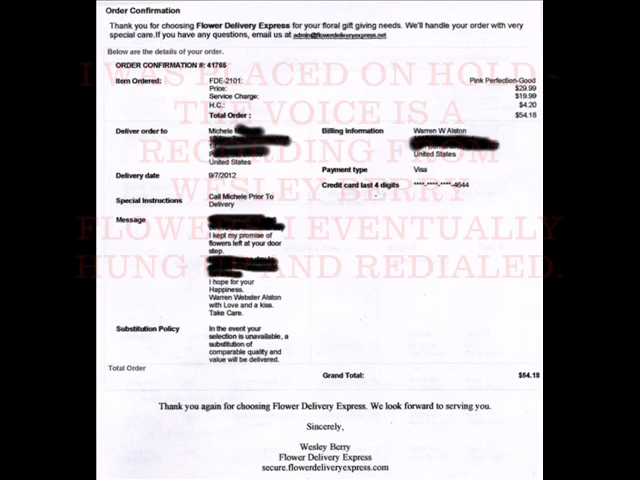 Order Confirmation
Thank you for choosing Flower Delivery Express for your floral gift giving needs. We'll handle your order with very
special care.If you have any questions, email us at admin@flowerdeliveryexpress.net
Below are the details of your order.
ORDER CONFIRMATION #: 41765
Item Ordered: FDE-2101: Pink Perfection-Good
Price: $29.99
Service Charge: $19.99
H.C.: $4.20
Total Order : $54.18
I WAS PLACED ON HOLD -
THE VOICE IS A
RECORDING FROM
WESLEY BERRY
FLOWERS. I EVENTUALLY
HUNG UP AND REDIALED.
Deliver order to Michele Billing information Warren W Alston
United States United States
Payment type Visa
Delivery date 9/7/2012 Credit card last 4 digits ****-****-****-4644
Special Instructions Call Michele Prior To
Delivery
Message
I kept my promise of
flowers left at your door
step.
I hope for your
Happiness.
Warren Webster Alston
with Love and a kiss.
Take Care.
Substitution Policy In the event your
selection is unavailable, a
substitution of
comparable quality and
value will be delivered.
Total Order
Grand Total: $54.18
Thank you again for choosing Flower Delivery Express. We look forward to serving you.
Sincerely,
Wesley Berry
Flower Delivery Express
secure.flowerdeliveryexpress.com